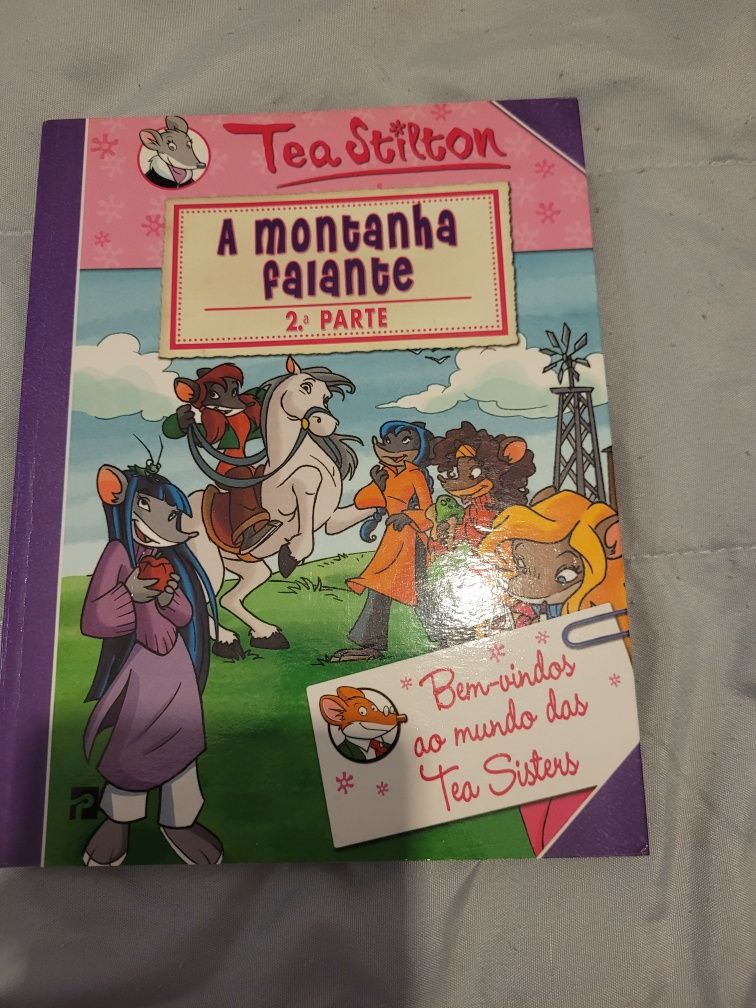 Tea Stilton
A montanha
falante
2.ª PARTE
Bem-vindos
ao mundo das
Tea Sisters